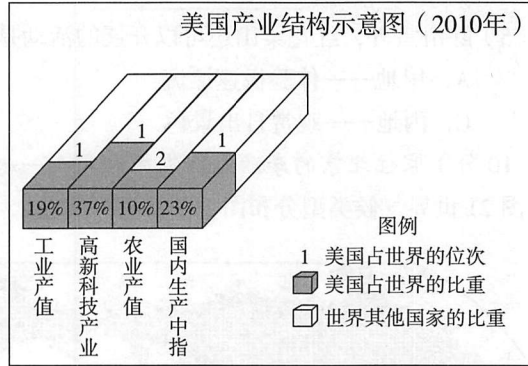 美国产业结构示意图（2010年）
1
1
2
1
19%
37%
10%
23%
工业产值
高新科技产业
农业产值
国内生产中指
图例
1 美国占世界的位次
美国占世界的比重
世界其他国家的比重